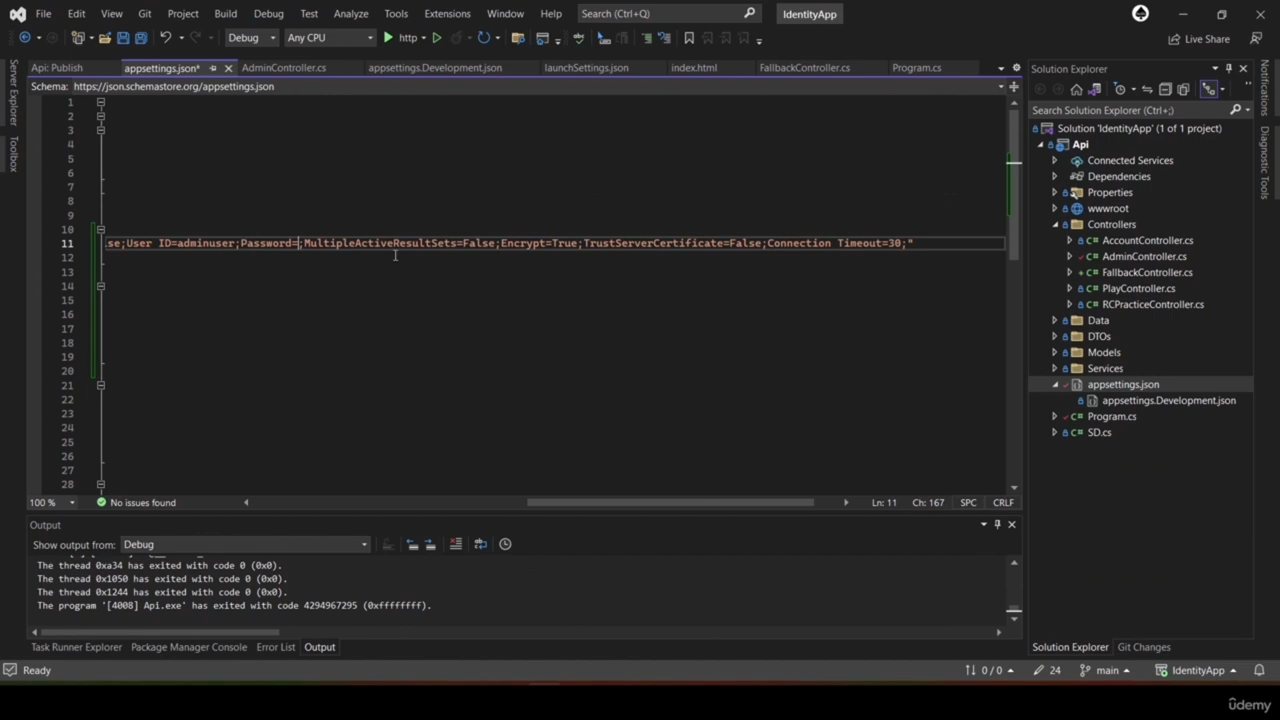 File Edit View Git Project Build Debug Test Analyze Tools Extensions Window Help Search (Ctrl+Q) IdentityApp
Debug Any CPU http Live Share
Api: Publish appsettings.json* AdminController.cs appsettings.Development.json launchSettings.json index.html FallbackController.cs Program.cs
Schema: https://json.schemastore.org/appsettings.json
Server Explorer
Toolbox
1
2
3
4
5
6
7
8
9
10
11 se;User ID=adminuser;Password=;MultipleActiveResultSets=False;Encrypt=True;TrustServerCertificate=False;Connection Timeout=30;"
12
13
14
15
16
17
18
19
20
21
22
23
24
25
26
27
28
100 % No issues found Ln: 11 Ch: 167 SPC CRLF
Output
Show output from: Debug
The thread 0xa34 has exited with code 0 (0x0).
The thread 0x1050 has exited with code 0 (0x0).
The thread 0x1244 has exited with code 0 (0x0).
The program '[4008] Api.exe' has exited with code 4294967295 (0xffffffff).
Task Runner Explorer Package Manager Console Error List Output
Solution Explorer
Search Solution Explorer (Ctrl+;)
Solution 'IdentityApp' (1 of 1 project)
Api
Connected Services
Dependencies
Properties
wwwroot
Controllers
AccountController.cs
AdminController.cs
FallbackController.cs
PlayController.cs
RCPracticeController.cs
Data
DTOs
Models
Services
appsettings.json
appsettings.Development.json
Program.cs
SD.cs
Solution Explorer Git Changes
Notifications
Diagnostic Tools
Ready 0 / 0 24 main IdentityApp
ûdemy